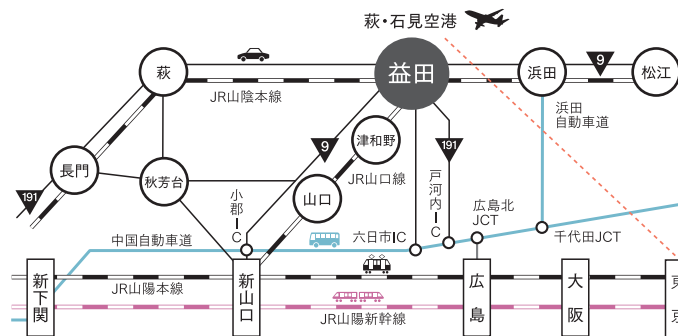 萩・石見空港
益田
萩
浜田
9
松江
JR山陰本線
浜田
自動車道
津和野
9
191
長門
秋芳台
JR山口線
戸河内IC
191
小郡IC
山口
広島北
JCT
六日市IC
千代田JCT
中国自動車道
新下関
新山口
広島
大阪
東京
JR山陽本線
JR山陽新幹線